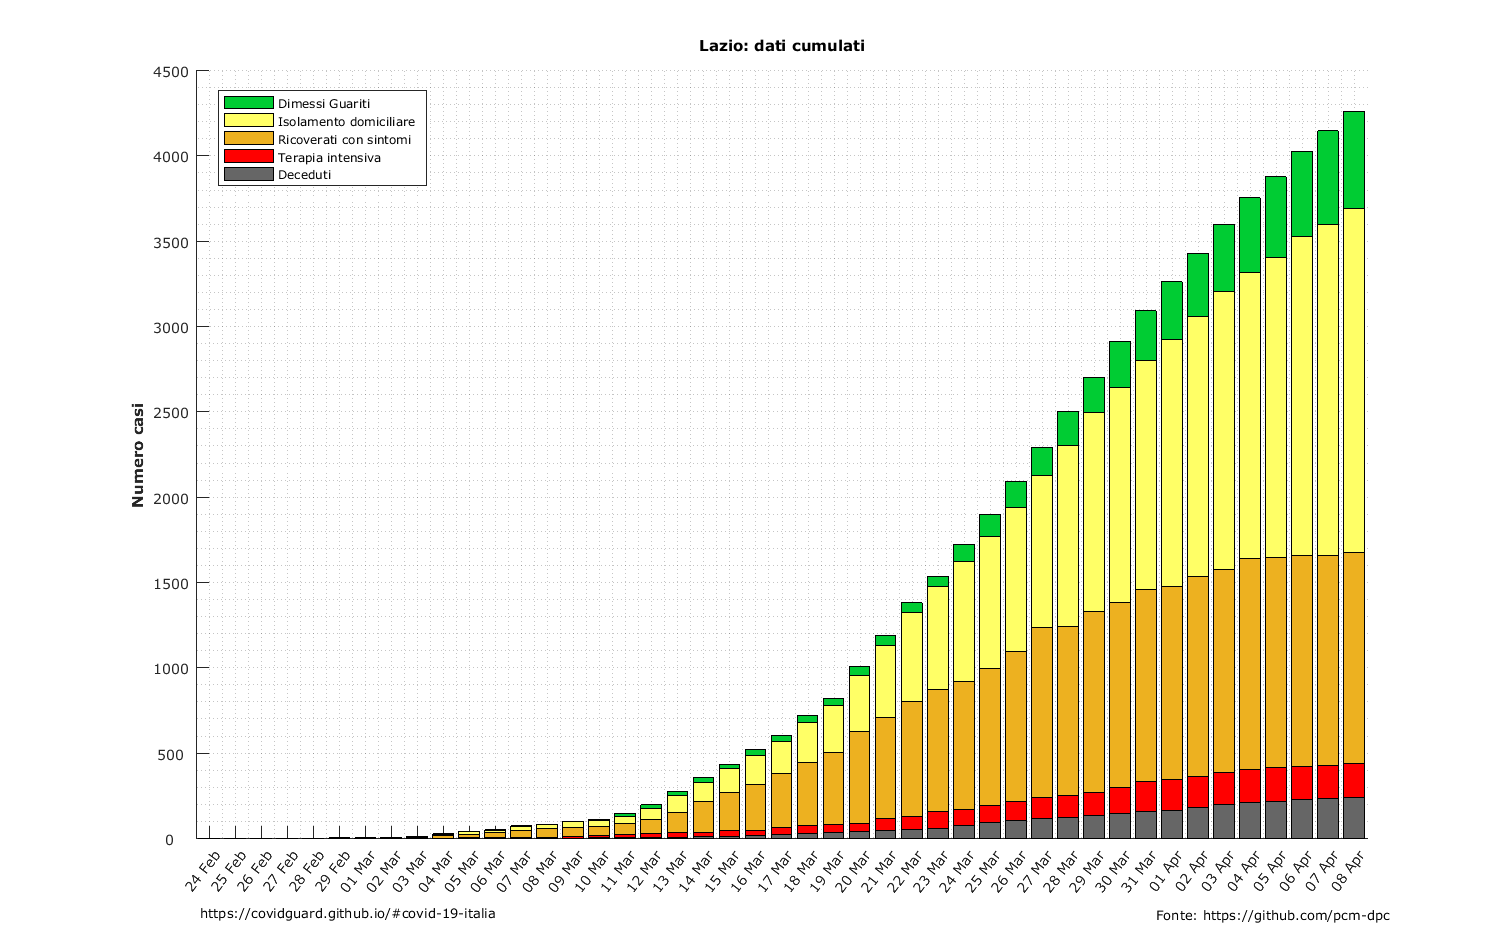 Lazio: dati cumulati
4500
4000
3500
3000
2500
2000
1500
1000
500
0
Numero casi
Dimessi Guariti
Isolamento domiciliare
Ricoverati con sintomi
Terapia intensiva
Deceduti
24 Feb
25 Feb
26 Feb
27 Feb
28 Feb
29 Feb
01 Mar
02 Mar
03 Mar
04 Mar
05 Mar
06 Mar
07 Mar
08 Mar
09 Mar
10 Mar
11 Mar
12 Mar
13 Mar
14 Mar
15 Mar
16 Mar
17 Mar
18 Mar
19 Mar
20 Mar
21 Mar
22 Mar
23 Mar
24 Mar
25 Mar
26 Mar
27 Mar
28 Mar
29 Mar
30 Mar
31 Mar
01 Apr
02 Apr
03 Apr
04 Apr
05 Apr
06 Apr
07 Apr
08 Apr
https://covidguard.github.io/#covid-19-italia
Fonte: https://github.com/pcm-dpc